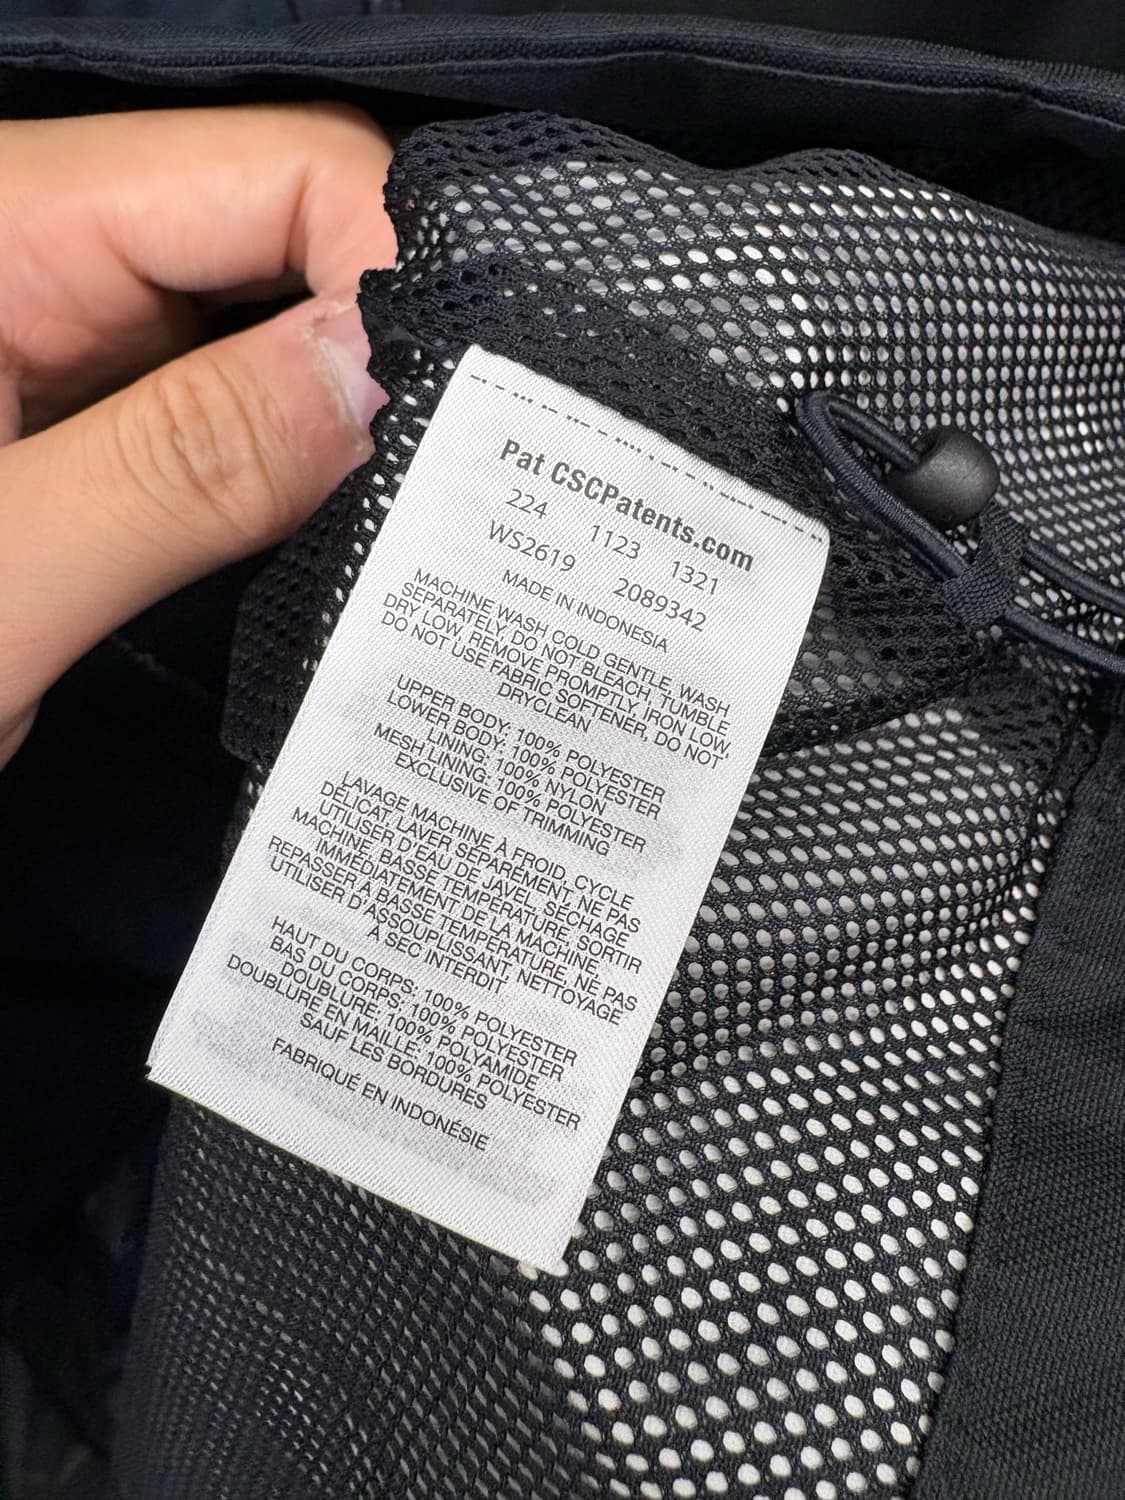 Pat CSCPatents.com
224 1123 1321
WS2619 2089342
MADE IN INDONESIA
MACHINE WASH COLD GENTLE, WASH
SEPARATELY, DO NOT BLEACH, TUMBLE
DRY LOW, REMOVE PROMPTLY, IRON LOW,
DO NOT USE FABRIC SOFTENER, DO NOT
DRYCLEAN
UPPER BODY: 100% POLYESTER
LOWER BODY: 100% POLYESTER
LINING: 100% NYLON
MESH LINING: 100% POLYESTER
EXCLUSIVE OF TRIMMING
LAVAGE MACHINE À FROID, CYCLE
DÉLICAT, LAVER SÉPARÉMENT, NE PAS
UTILISER D'EAU DE JAVEL, SÉCHAGE
MACHINE, BASSE TEMPÉRATURE, SORTIR
IMMÉDIATEMENT DE LA MACHINE,
REPASSER À BASSE TEMPÉRATURE, NE PAS
UTILISER D'ASSOUPLISSANT, NETTOYAGE
À SEC INTERDIT
HAUT DU CORPS: 100% POLYESTER
BAS DU CORPS: 100% POLYESTER
DOUBLURE: 100% POLYAMIDE
DOUBLURE EN MAILLE: 100% POLYESTER
SAUF LES BORDURES
FABRIQUÉ EN INDONÉSIE